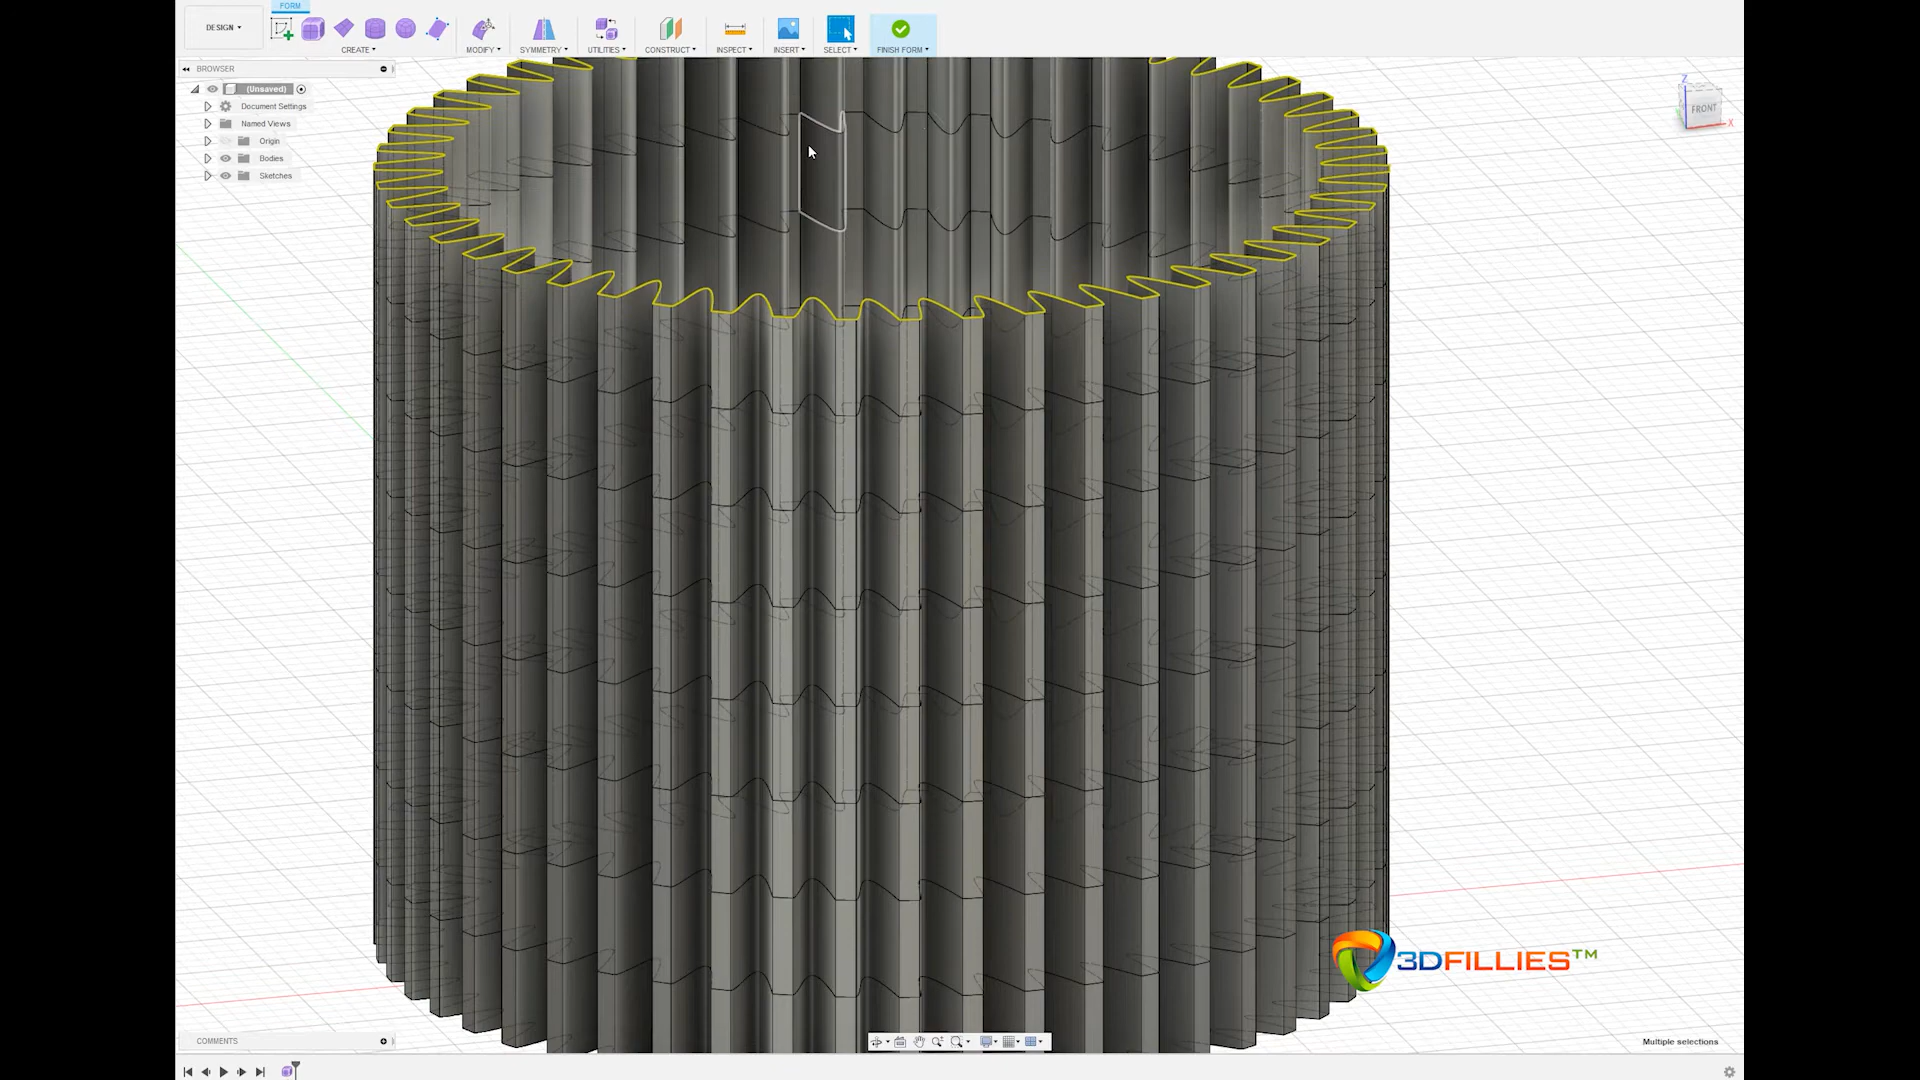 FORM
DESIGN
CREATE
MODIFY
SYMMETRY
UTILITIES
CONSTRUCT
INSPECT
INSERT
SELECT
FINISH FORM
BROWSER
(Unsaved)
Document Settings
Named Views
Origin
Bodies
Sketches
Z
FRONT
X
3DFILLIES™
COMMENTS
Multiple selections